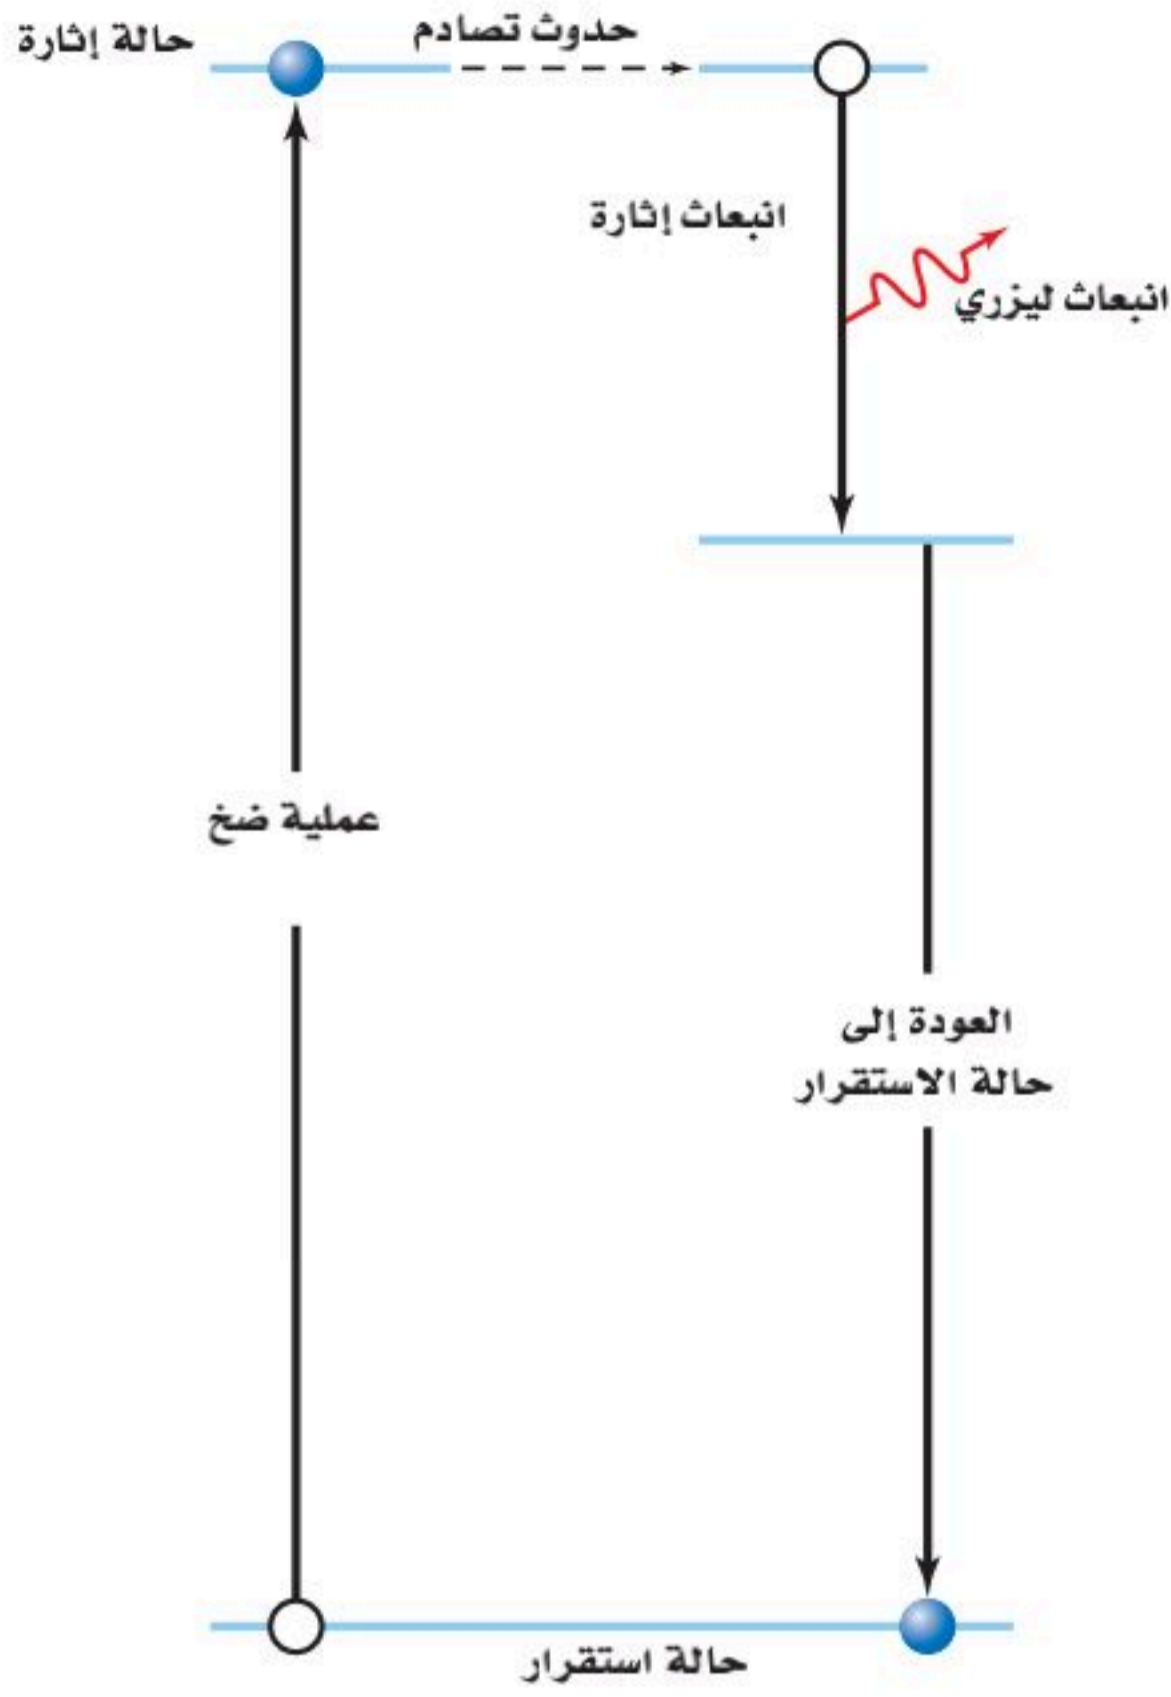 حدوث تصادم
حالة إثارة
انبعاث إثارة
انبعاث ليزري
عملية ضخ
العودة إلى
حالة الاستقرار
حالة استقرار